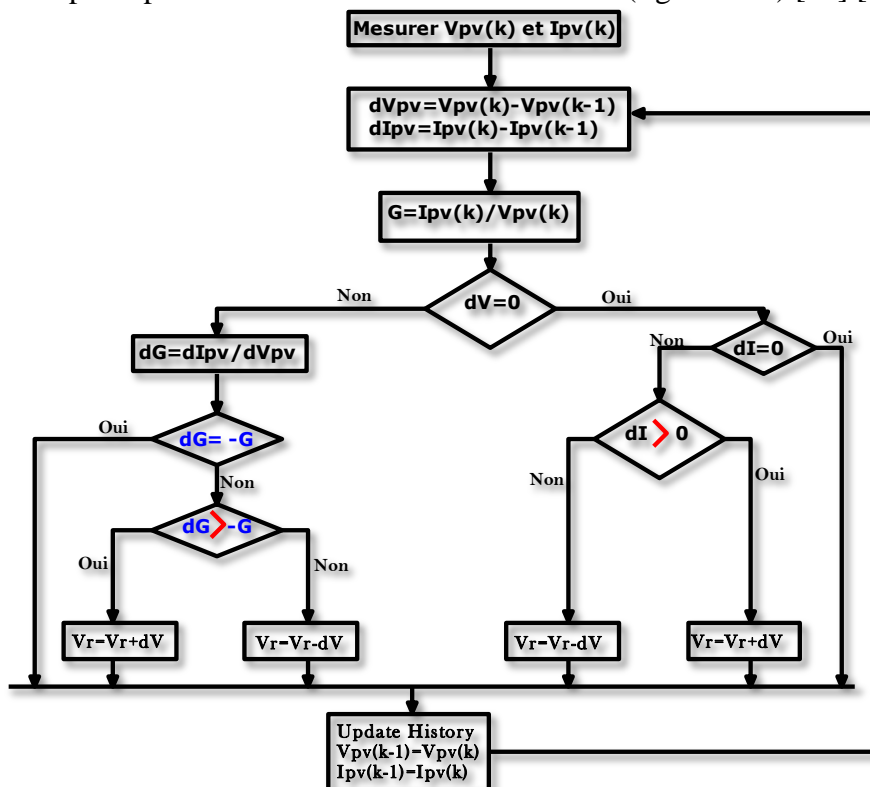 Mesurer Vpv(k) et Ipv(k)
dVpv=Vpv(k)-Vpv(k-1)
dIpv=Ipv(k)-Ipv(k-1)
G=Ipv(k)/Vpv(k)
Non
dV=0
Oui
dG=dIpv/dVpv
Non
dI=0
Oui
Oui
dG= -G
dI > 0
Non
Non
Oui
dG>-G
Oui
Non
Vr=Vr+dV
Vr=Vr-dV
Vr=Vr-dV
Vr=Vr+dV
Update History
Vpv(k-1)=Vpv(k)
Ipv(k-1)=Ipv(k)